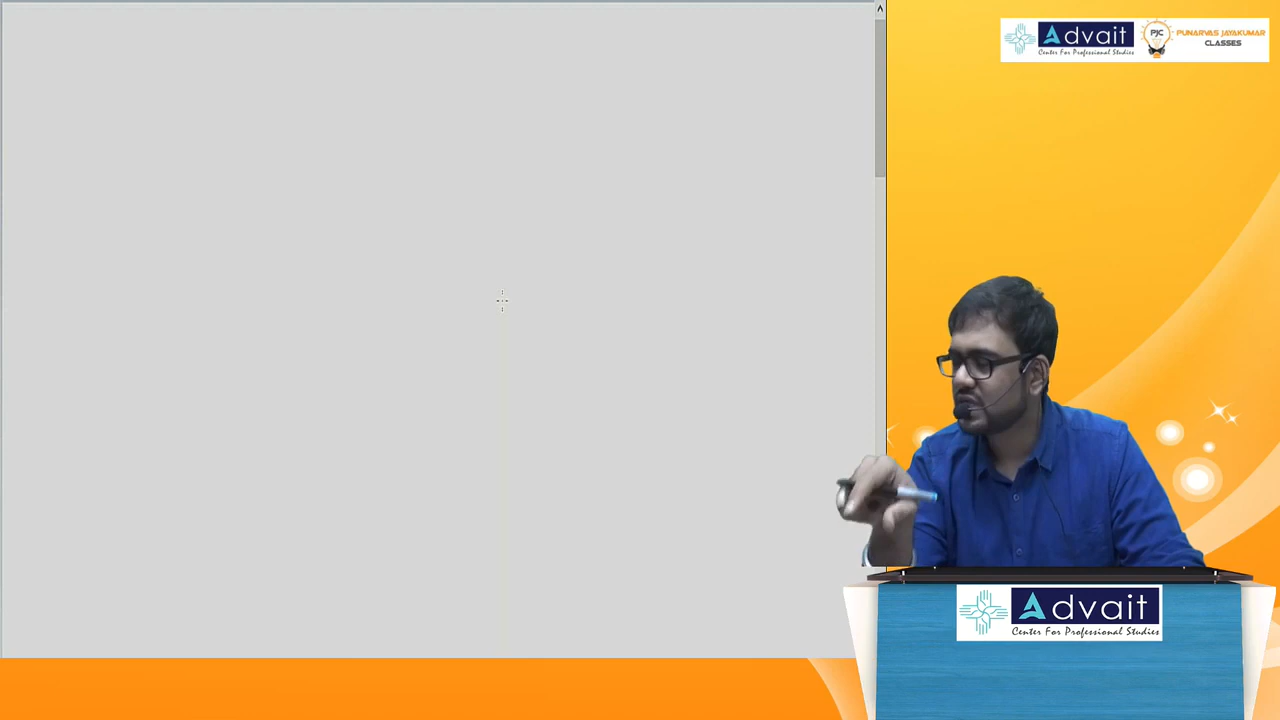 Advait
Center For Professional Studies
PJC
PUNARVAS JAYAKUMAR
CLASSES
Advait
Center For Professional Studies